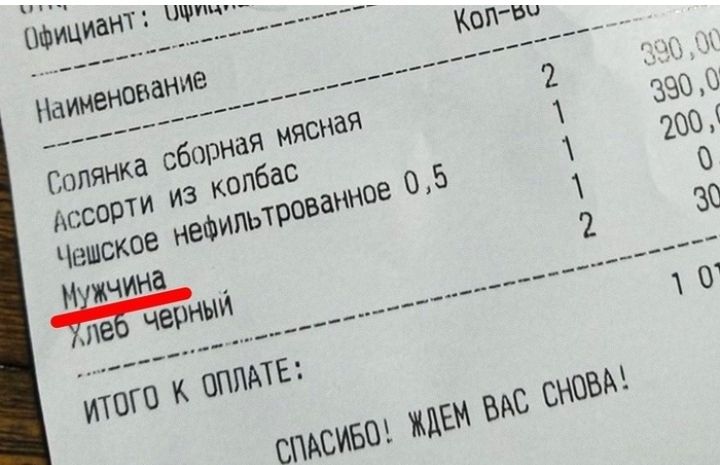 Официант:
Кол-во
Наименование
Солянка сборная мясная 2 390,00
Ассорти из колбас 1 390,0
Чешское нефильтрованное 0,5 1 200,
Мужчина 1 0
Хлеб черный 2 30
ИТОГО К ОПЛАТЕ: 1 01
СПАСИБО! ЖДЕМ ВАС СНОВА!